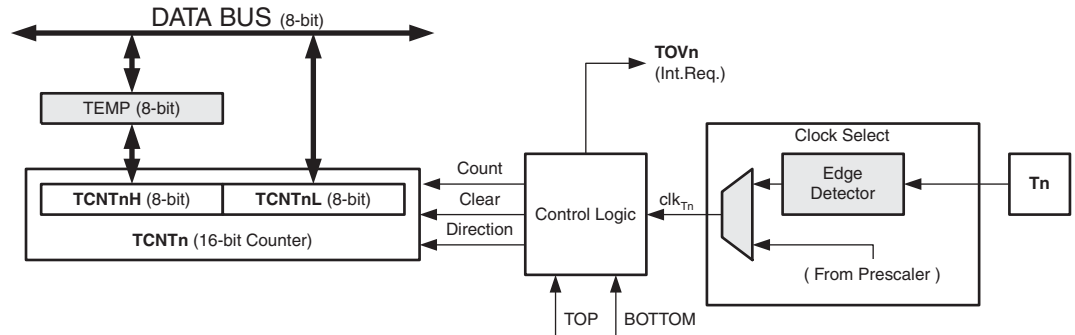 DATA BUS (8-bit)
TOVn
(Int.Req.)
TEMP (8-bit)
Clock Select
Count
Edge
Detector
Tn
TCNTnH (8-bit) TCNTnL (8-bit)
Clear
Control Logic
clkTn
TCNTn (16-bit Counter)
Direction
( From Prescaler )
TOP BOTTOM